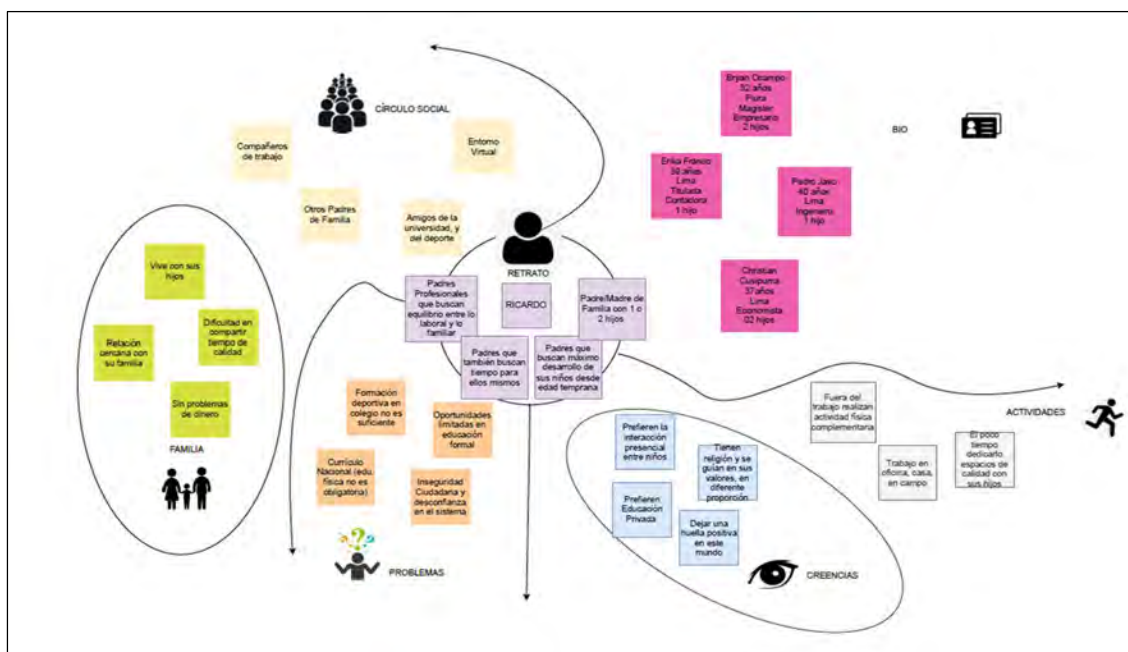 CÍRCULO SOCIAL
Compañeros
de trabajo
Entorno
Virtual
Otros Padres
de Familia
Amigos de la
universidad, y
del deporte
Bryan Ocampo
32 años
Piura
Magister
Empresario
2 hijos
BIO
Erika Franco
39 años
Lima
Titulada
Contadora
1 hijo
Pedro Jaso
40 años
Lima
Ingeniero
1 hijo
Christian
Cusipuma
37 años
Lima
Economista
02 hijos
RETRATO
RICARDO
Padres
Profesionales
que buscan
equilibrio entre lo
laboral y lo
familiar
Padre/Madre de
Familia con 1 o
2 hijos
Padres que
también buscan
tiempo para
ellos mismos
Padres que
buscan máximo
desarrollo de
sus niños desde
edad temprana
Vive con sus
hijos
Relación
cercana con
su familia
Dificultad en
compartir
tiempo de
calidad
Sin problemas
de dinero
FAMILIA
Formación
deportiva en
colegio no es
suficiente
Oportunidades
limitadas en
educación
formal
Currículo
Nacional (edu.
física no es
obligatoria)
Inseguridad
Ciudadana y
desconfianza
en el sistema
PROBLEMAS
Prefieren la
interacción
presencial
entre niños
Tienen
religión y se
guían en sus
valores, en
diferente
proporción
Prefieren
Educación
Privada
Dejar una
huella positiva
en este
mundo
CREENCIAS
ACTIVIDADES
Fuera del
trabajo realizan
actividad física
complementaria
Trabajo en
oficina, casa,
en campo
El poco
tiempo
dedicarlo
espacios de
calidad con
sus hijos